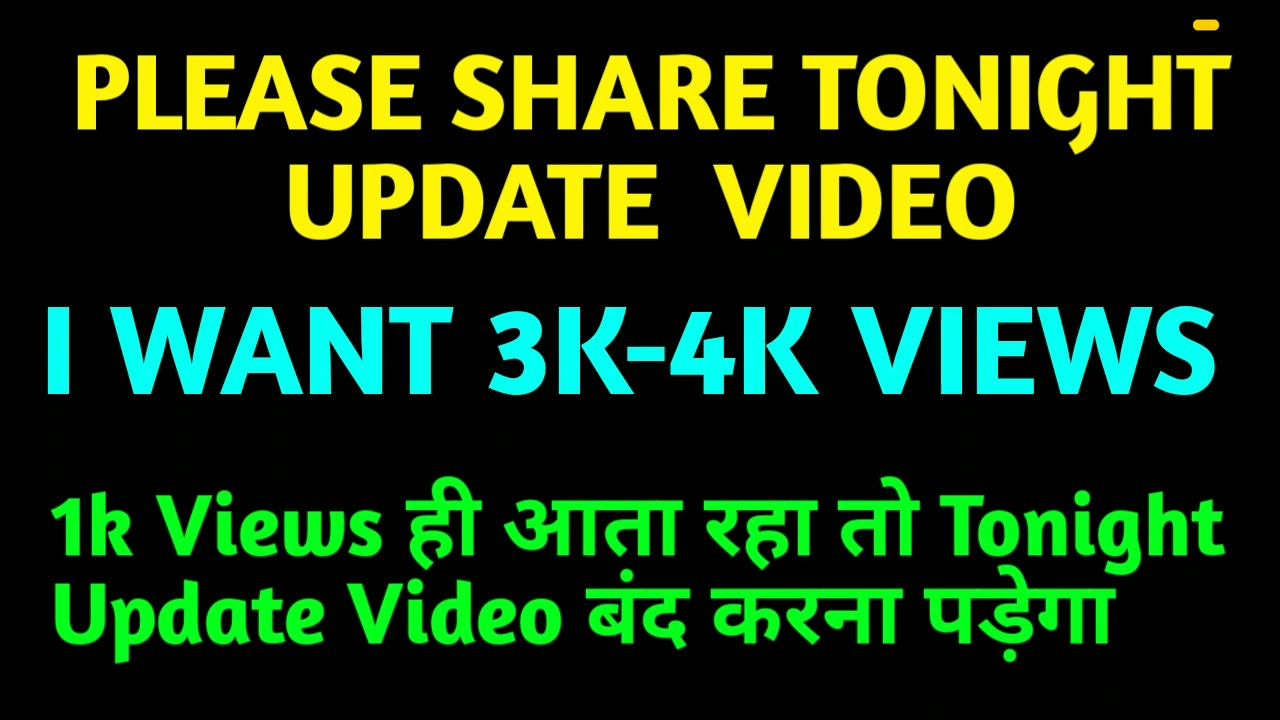 PLEASE SHARE TONIGHT
UPDATE VIDEO
I WANT 3K-4K VIEWS
1k Views ही आता रहा तो Tonight
Update Video बंद करना पड़ेगा